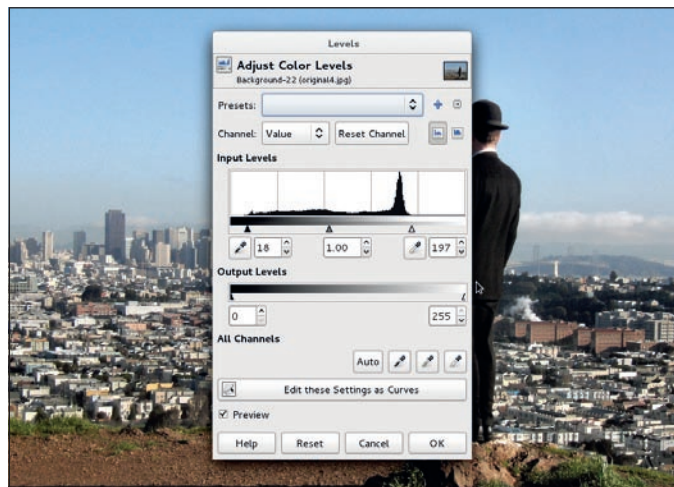 Levels
Adjust Color Levels
Background-22 (original4.jpg)
Presets:
Channel: Value Reset Channel
Input Levels
18 1.00 197
Output Levels
0 255
All Channels
Auto
Edit these Settings as Curves
Preview
Help Reset Cancel OK